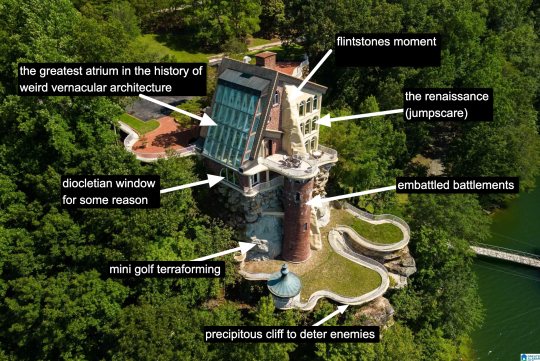 flintstones moment
the greatest atrium in the history of
weird vernacular architecture
the renaissance
(jumpscare)
diocletian window
for some reason
embattled battlements
mini golf terraforming
precipitous cliff to deter enemies